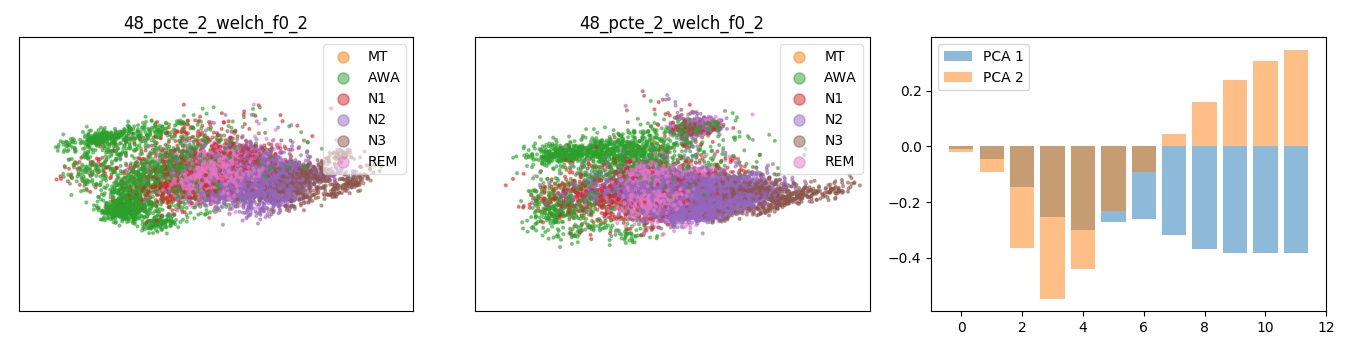 48_pcte_2_welch_f0_2
MT
AWA
N1
N2
N3
REM
48_pcte_2_welch_f0_2
MT
AWA
N1
N2
N3
REM
PCA 1
PCA 2
0.2
0.0
−0.2
−0.4
0 2 4 6 8 10 12